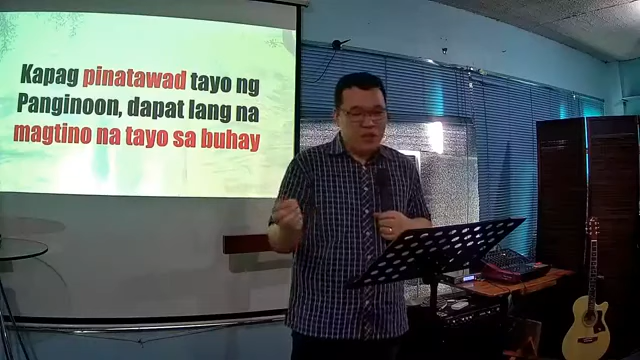 Kapag pinatawad tayo ng
Panginoon, dapat lang na
magtino na tayo sa buhay